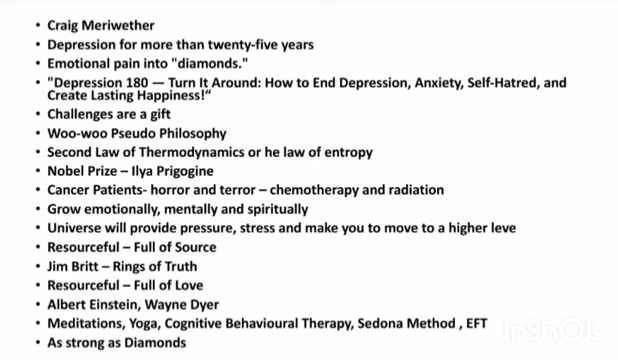 • Craig Meriwether
• Depression for more than twenty-five years
• Emotional pain into "diamonds."
• "Depression 180 — Turn It Around: How to End Depression, Anxiety, Self-Hatred, and
Create Lasting Happiness!“
• Challenges are a gift
• Woo-woo Pseudo Philosophy
• Second Law of Thermodynamics or he law of entropy
• Nobel Prize – Ilya Prigogine
• Cancer Patients- horror and terror – chemotherapy and radiation
• Grow emotionally, mentally and spiritually
• Universe will provide pressure, stress and make you to move to a higher leve
• Resourceful – Full of Source
• Jim Britt – Rings of Truth
• Resourceful – Full of Love
• Albert Einstein, Wayne Dyer
• Meditations, Yoga, Cognitive Behavioural Therapy, Sedona Method , EFT
• As strong as Diamonds
InShOt